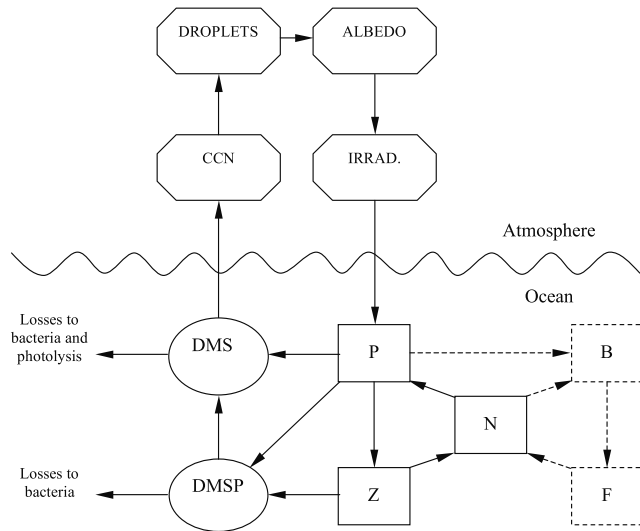 DROPLETS
ALBEDO
CCN
IRRAD.
Atmosphere
Ocean
Losses to
bacteria and
photolysis
DMS
P
B
N
Losses to
bacteria
DMSP
Z
F